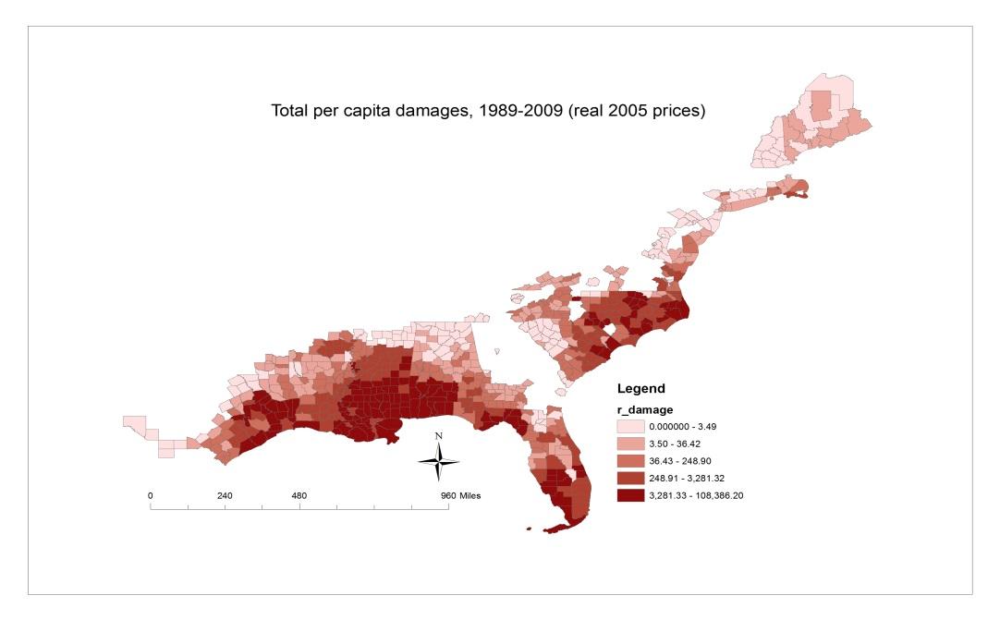 Total per capita damages, 1989-2009 (real 2005 prices)
Legend
r_damage
0.000000 - 3.49
3.50 - 36.42
36.43 - 248.90
248.91 - 3,281.32
3,281.33 - 108,386.20
N
0 240 480 960 Miles